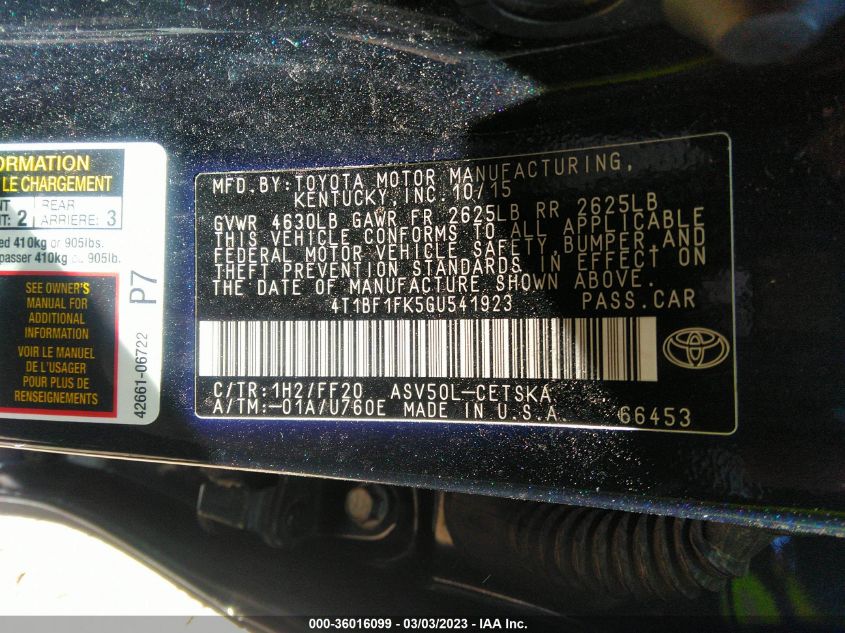 ORMATION
LE CHARGEMENT
NT
T: 2
REAR
ARRIERE: 3
ed 410kg or 905lbs.
passer 410kg ou 905lb.
SEE OWNER'S
MANUAL FOR
ADDITIONAL
INFORMATION
VOIR LE MANUEL
DE L'USAGER
POUR PLUS DE
RENSEIGNEMENTS
P7
42661-06722
MFD. BY: TOYOTA MOTOR MANUFACTURING,
KENTUCKY, INC. 10/15
GVWR 4630LB GAWR FR 2625LB RR 2625LB
THIS VEHICLE CONFORMS TO ALL APPLICABLE
FEDERAL MOTOR VEHICLE SAFETY, BUMPER, AND
THEFT PREVENTION STANDARDS IN EFFECT ON
THE DATE OF MANUFACTURE SHOWN ABOVE.
4T1BF1FK5GU541923 PASS. CAR
C/TR: 1H2/FF20 ASV50L-CETSKA
A/TM: -01A/U760E MADE IN U.S.A. 66453
000-36016099 - 03/03/2023 - IAA Inc.